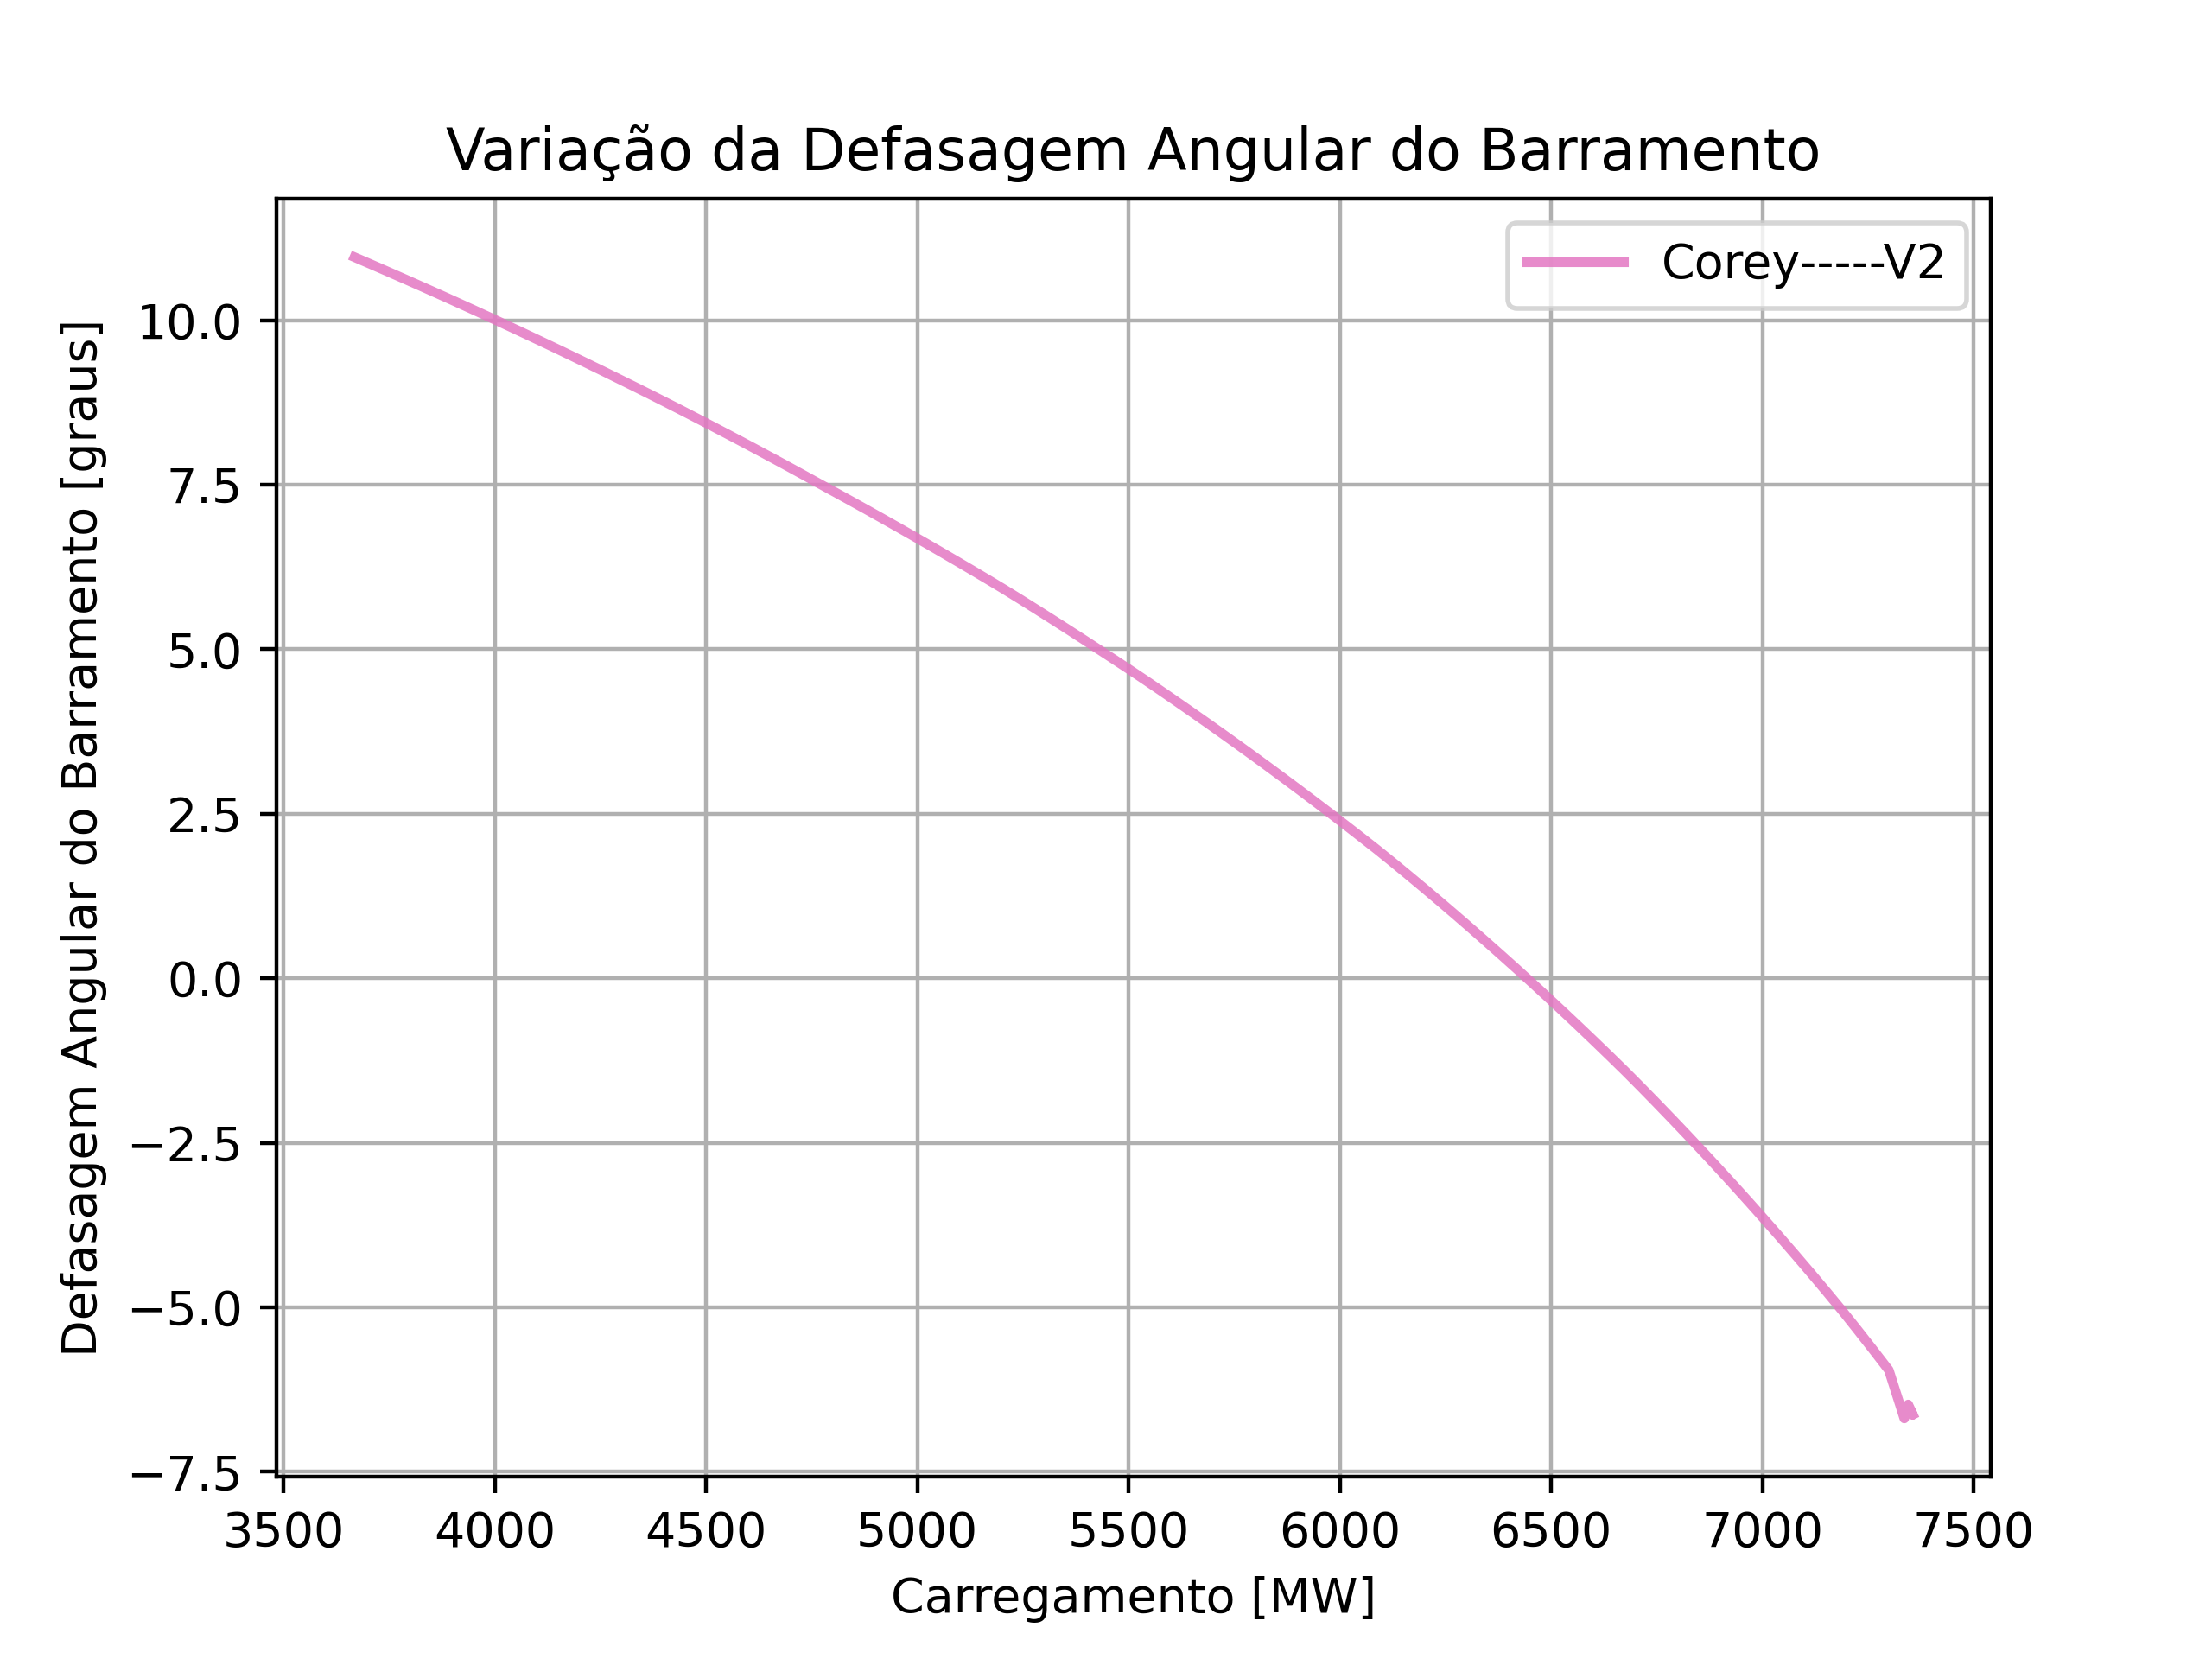 Variação da Defasagem Angular do Barramento
Corey-----V2
Defasagem Angular do Barramento [graus]
10.0
7.5
5.0
2.5
0.0
−2.5
−5.0
−7.5
3500 4000 4500 5000 5500 6000 6500 7000 7500
Carregamento [MW]